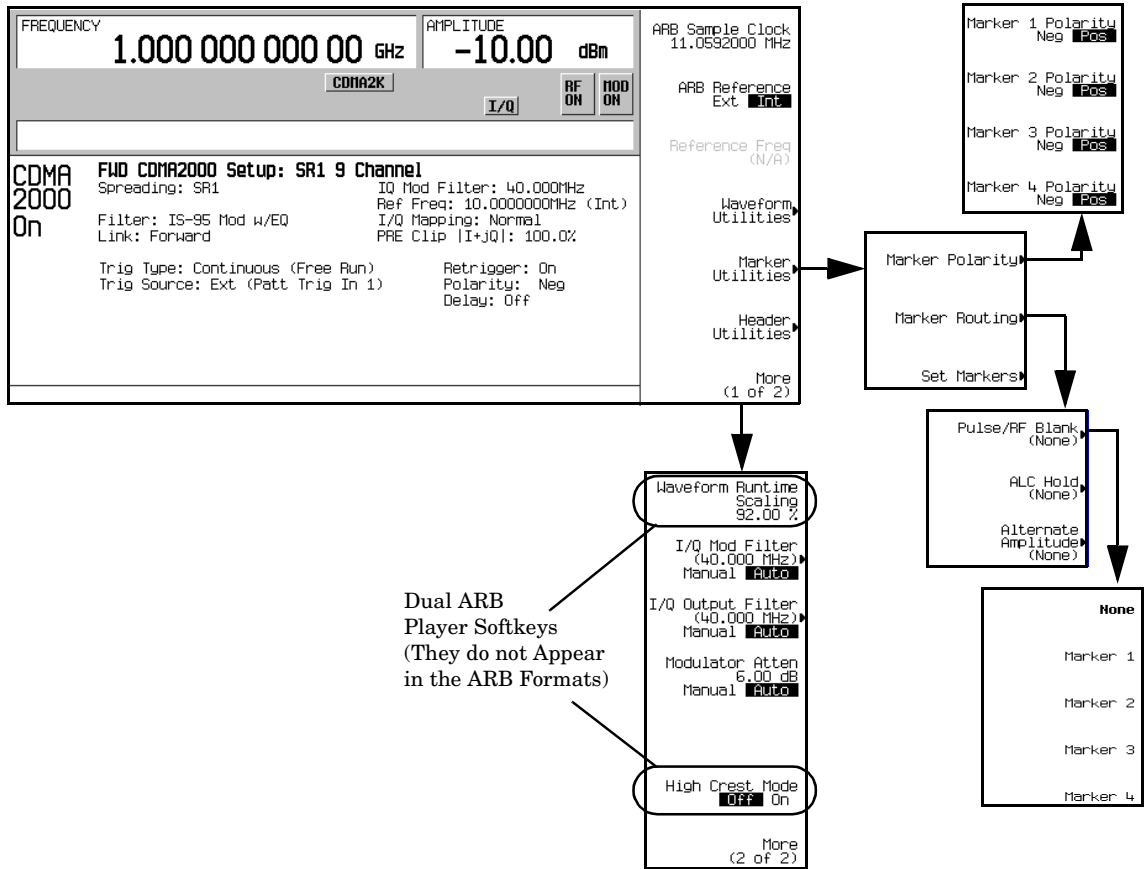 FREQUENCY
1.000 000 000 00 GHz
AMPLITUDE
-10.00 dBm
CDMA2K
I/Q
RF ON
MOD ON
CDMA
2000
On
FWD CDMA2000 Setup: SR1 9 Channel
Spreading: SR1
IQ Mod Filter: 40.000MHz
Ref Freq: 10.0000000MHz (Int)
Filter: IS-95 Mod w/EQ
I/Q Mapping: Normal
Link: Forward
PRE Clip |I+jQ|: 100.0%
Trig Type: Continuous (Free Run)
Retrigger: On
Trig Source: Ext (Patt Trig In 1)
Polarity: Neg
Delay: Off
ARB Sample Clock
11.0592000 MHz
ARB Reference
Ext Int
Reference Freq
(N/A)
Waveform
Utilities
Marker
Utilities
Header
Utilities
More
(1 of 2)
Marker 1 Polarity
Neg Pos
Marker 2 Polarity
Neg Pos
Marker 3 Polarity
Neg Pos
Marker 4 Polarity
Neg Pos
Marker Polarity
Marker Routing
Set Markers
Pulse/RF Blank
(None)
ALC Hold
(None)
Alternate
Amplitude
(None)
None
Marker 1
Marker 2
Marker 3
Marker 4
Waveform Runtime
Scaling
92.00 %
I/Q Mod Filter
(40.000 MHz)
Manual Auto
I/Q Output Filter
(40.000 MHz)
Manual Auto
Modulator Atten
6.00 dB
Manual Auto
High Crest Mode
Off On
More
(2 of 2)
Dual ARB
Player Softkeys
(They do not Appear
in the ARB Formats)